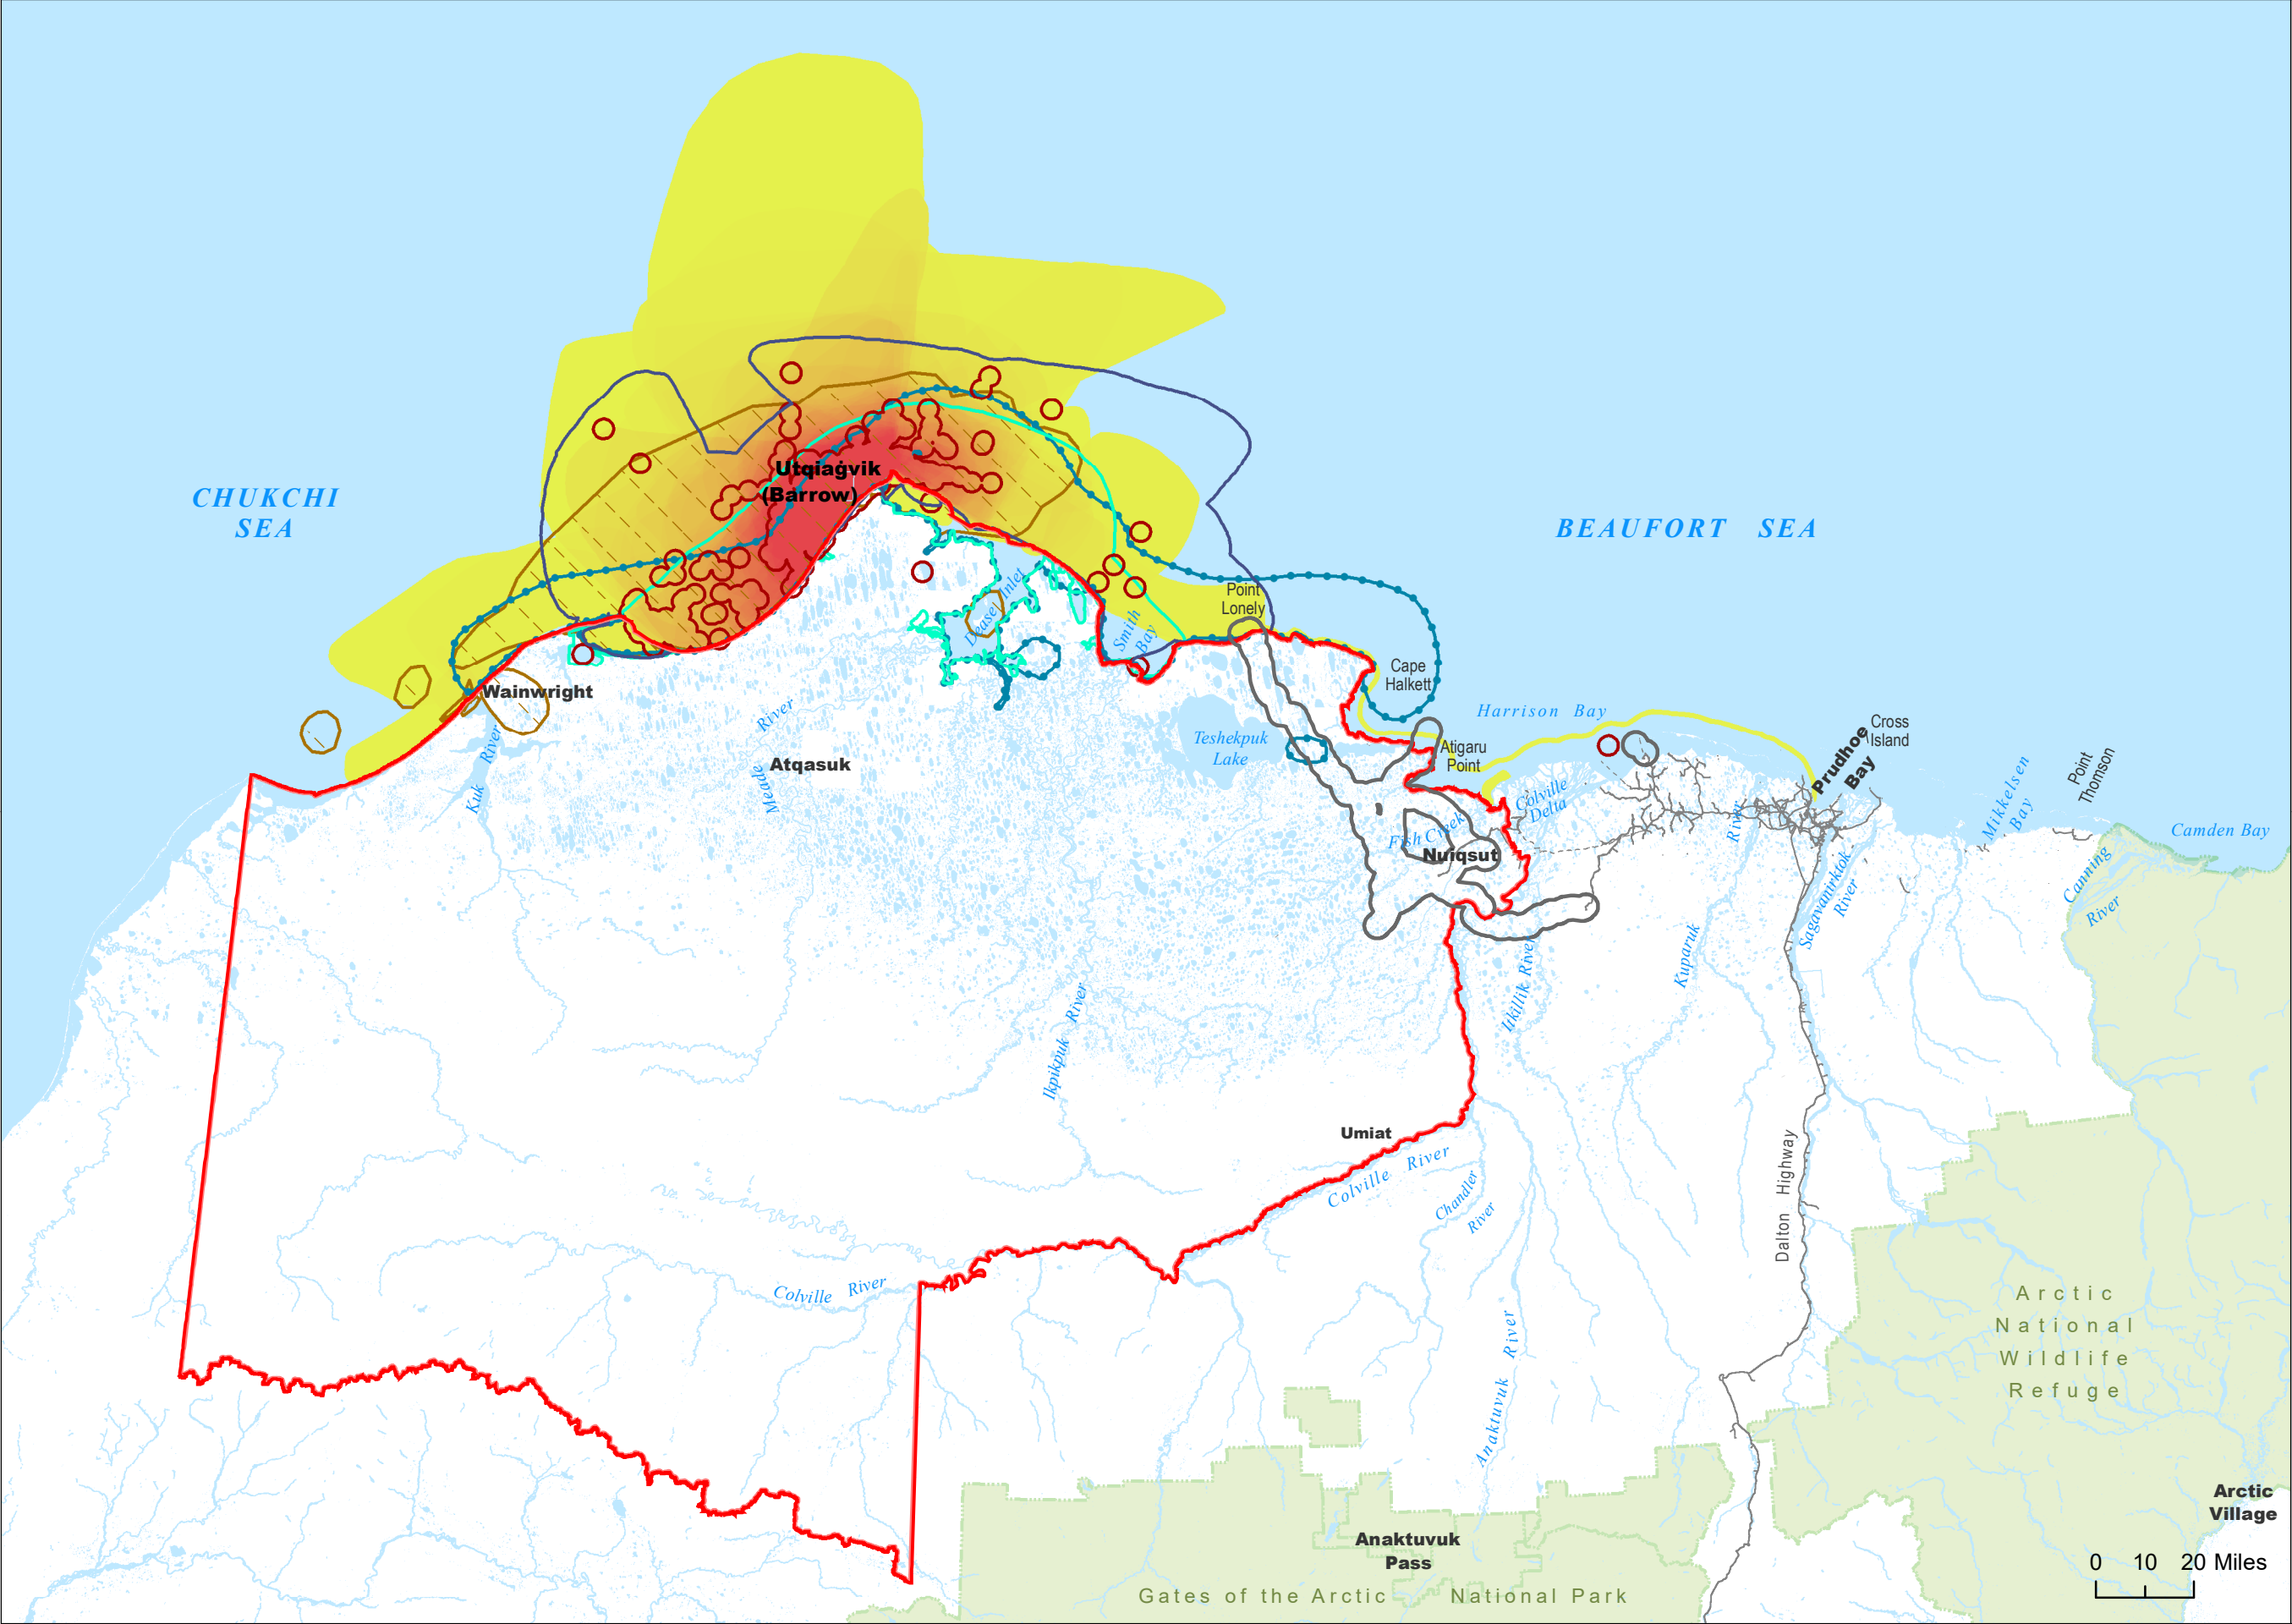 Utqiaġvik
(Barrow)
CHUKCHI
SEA
BEAUFORT SEA
Point
Lonely
Dease Inlet
Smith
Bay
Cape
Halkett
Wainwright
Harrison Bay
Cross
Island
Prudhoe
Bay
Kuk
River
Meade
River
Atqasuk
Teshekpuk
Lake
Atigaru
Point
Point
Thomson
Mikkelsen
Bay
Camden Bay
Colville
Delta
Fish Creek
Nuiqsut
River
Kuparuk
Sagavanirktok
River
Canning
River
Itkillik River
Ikpikpuk River
Umiat
Colville River
Chandler
River
Dalton Highway
Colville River
Anaktuvuk River
Arctic
National
Wildlife
Refuge
Arctic
Village
Anaktuvuk
Pass
Gates of the Arctic National Park
0 10 20 Miles